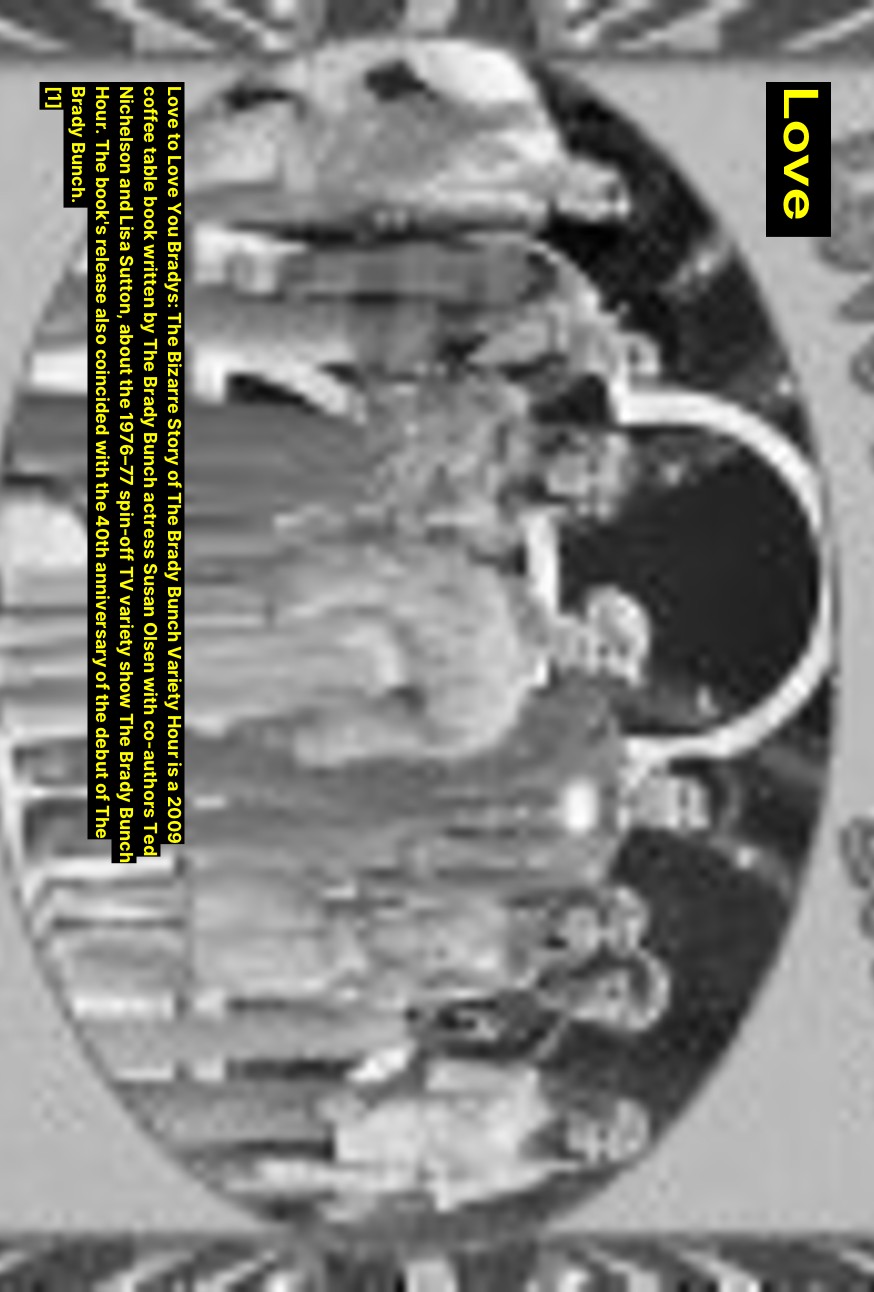 Love
Love to Love You Bradys: The Bizarre Story of The Brady Bunch Variety Hour is a 2009
coffee table book written by The Brady Bunch actress Susan Olsen with co-authors Ted
Nichelson and Lisa Sutton, about the 1976–77 spin-off TV variety show The Brady Bunch
Hour. The book's release also coincided with the 40th anniversary of the debut of The
Brady Bunch.
[1]